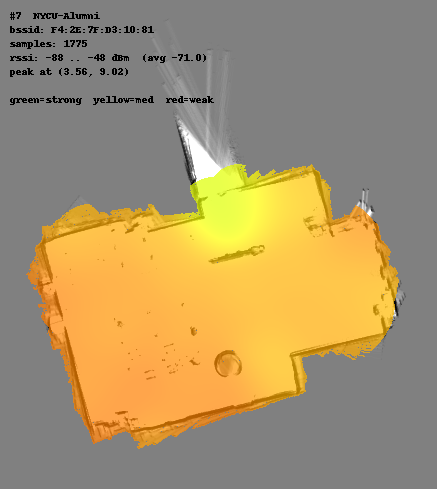 #7 NYCU-Alumni
bssid: F4:2E:7F:D3:10:81
samples: 1775
rssi: -88 .. -48 dBm (avg -71.0)
peak at (3.56, 9.02)
green=strong yellow=med red=weak